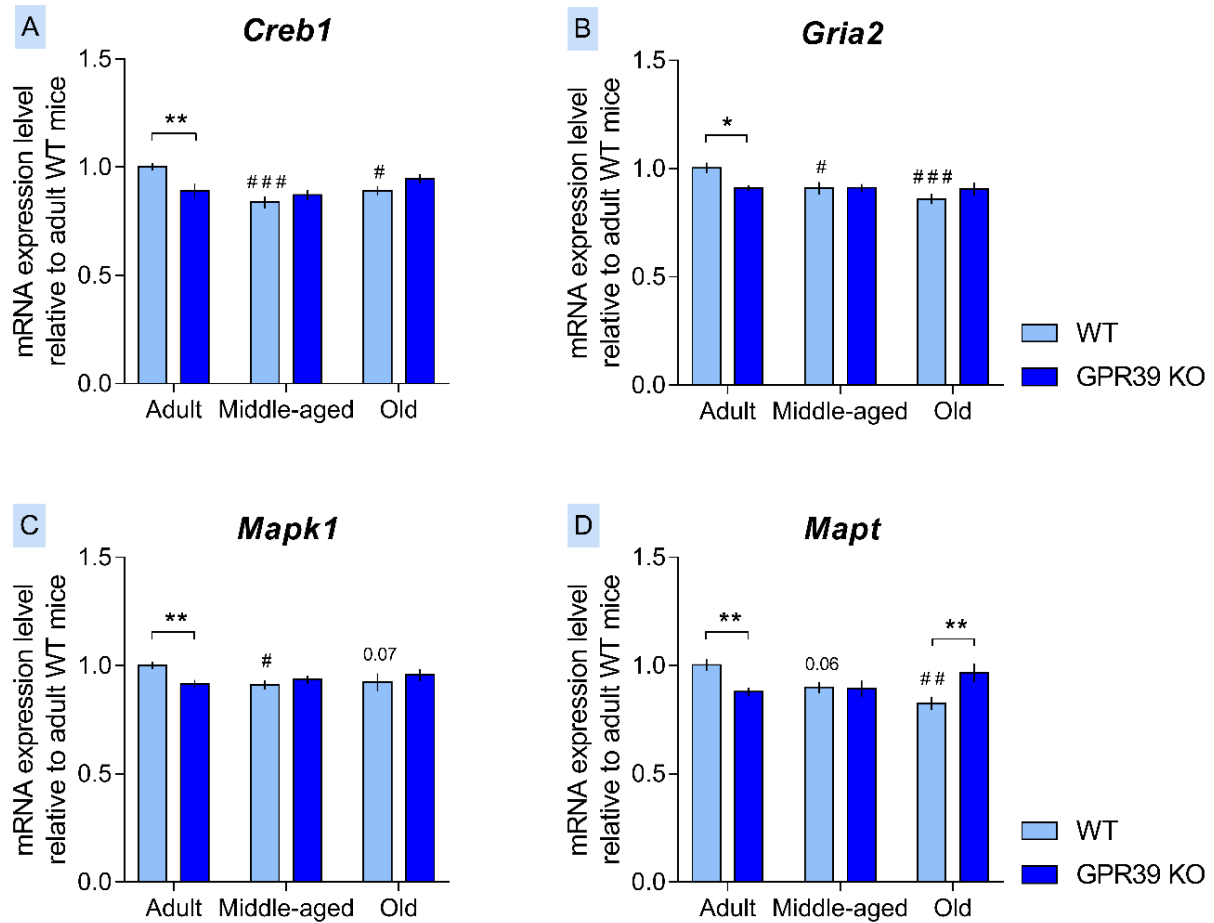 A
Creb1
mRNA expression lelvel
relative to adult WT mice
1.5
1.0
0.5
0.0
**
###
#
Adult
Middle-aged
Old
B
Gria2
mRNA expression lelvel
relative to adult WT mice
1.5
1.0
0.5
0.0
*
#
###
Adult
Middle-aged
Old
WT
GPR39 KO
C
Mapk1
mRNA expression lelvel
relative to adult WT mice
1.5
1.0
0.5
0.0
**
#
0.07
Adult
Middle-aged
Old
D
Mapt
mRNA expression lelvel
relative to adult WT mice
1.5
1.0
0.5
0.0
**
0.06
**
##
Adult
Middle-aged
Old
WT
GPR39 KO